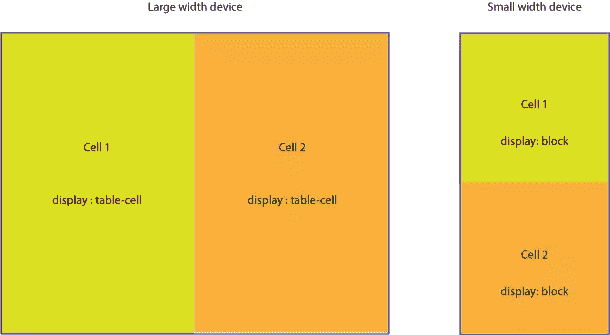 Large width device
Small width device
Cell 1
display : table-cell
Cell 2
display : table-cell
Cell 1
display: block
Cell 2
display: block